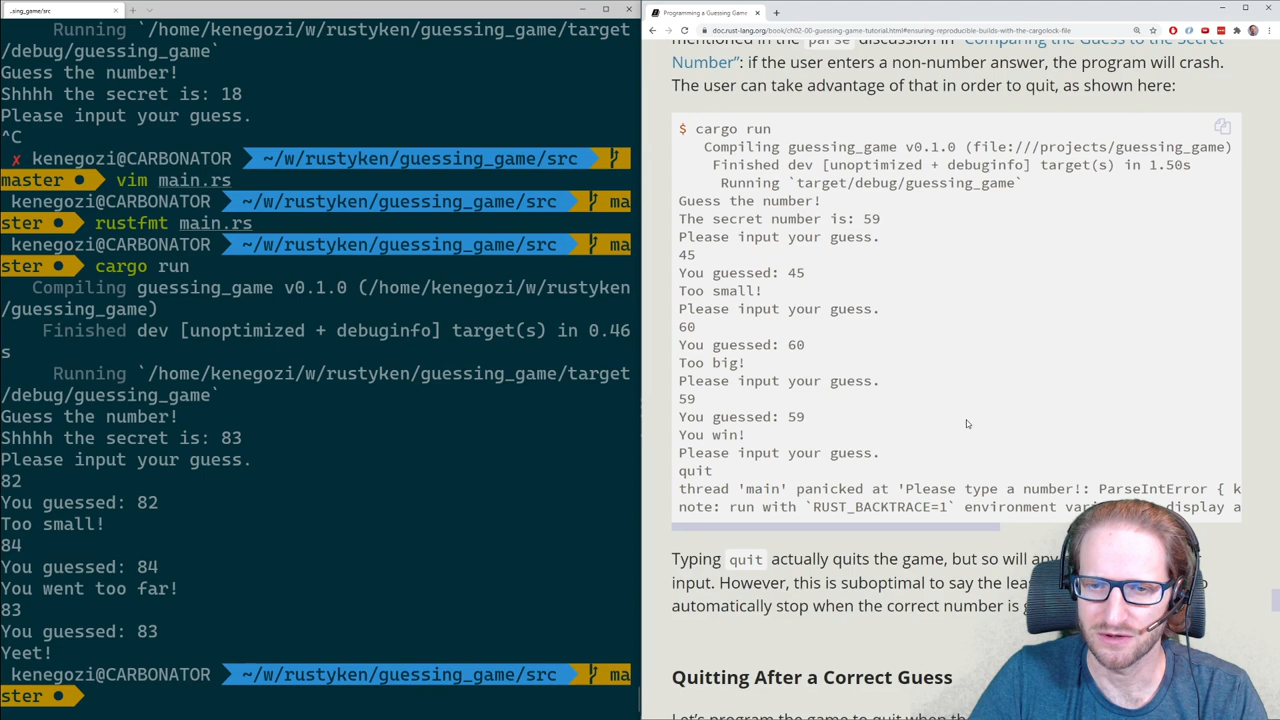 ..sing_game/src
Running `/home/kenegozi/w/rustyken/guessing_game/target
/debug/guessing_game`
Guess the number!
Shhhh the secret is: 18
Please input your guess.
^C
✗ kenegozi@CARBONATOR ~/w/rustyken/guessing_game/src
master ● vim main.rs
kenegozi@CARBONATOR ~/w/rustyken/guessing_game/src ma
ster ● rustfmt main.rs
kenegozi@CARBONATOR ~/w/rustyken/guessing_game/src ma
ster ● cargo run
Compiling guessing_game v0.1.0 (/home/kenegozi/w/rustyken
/guessing_game)
Finished dev [unoptimized + debuginfo] target(s) in 0.46
s
Running `/home/kenegozi/w/rustyken/guessing_game/target
/debug/guessing_game`
Guess the number!
Shhhh the secret is: 83
Please input your guess.
82
You guessed: 82
Too small!
84
You guessed: 84
You went too far!
83
You guessed: 83
Yeet!
kenegozi@CARBONATOR ~/w/rustyken/guessing_game/src ma
ster ●
Programming a Guessing Game
doc.rust-lang.org/book/ch02-00-guessing-game-tutorial.html#ensuring-reproducible-builds-with-the-cargolock-file
mentioned in the parse discussion in "Comparing the Guess to the Secret
Number": if the user enters a non-number answer, the program will crash.
The user can take advantage of that in order to quit, as shown here:
$ cargo run
Compiling guessing_game v0.1.0 (file:///projects/guessing_game)
Finished dev [unoptimized + debuginfo] target(s) in 1.50s
Running `target/debug/guessing_game`
Guess the number!
The secret number is: 59
Please input your guess.
45
You guessed: 45
Too small!
Please input your guess.
60
You guessed: 60
Too big!
Please input your guess.
59
You guessed: 59
You win!
Please input your guess.
quit
thread 'main' panicked at 'Please type a number!: ParseIntError { k
note: run with `RUST_BACKTRACE=1` environment vari display a
Typing quit actually quits the game, but so will any
input. However, this is suboptimal to say the lea
automatically stop when the correct number is g
Quitting After a Correct Guess
Let's program the game to quit when th